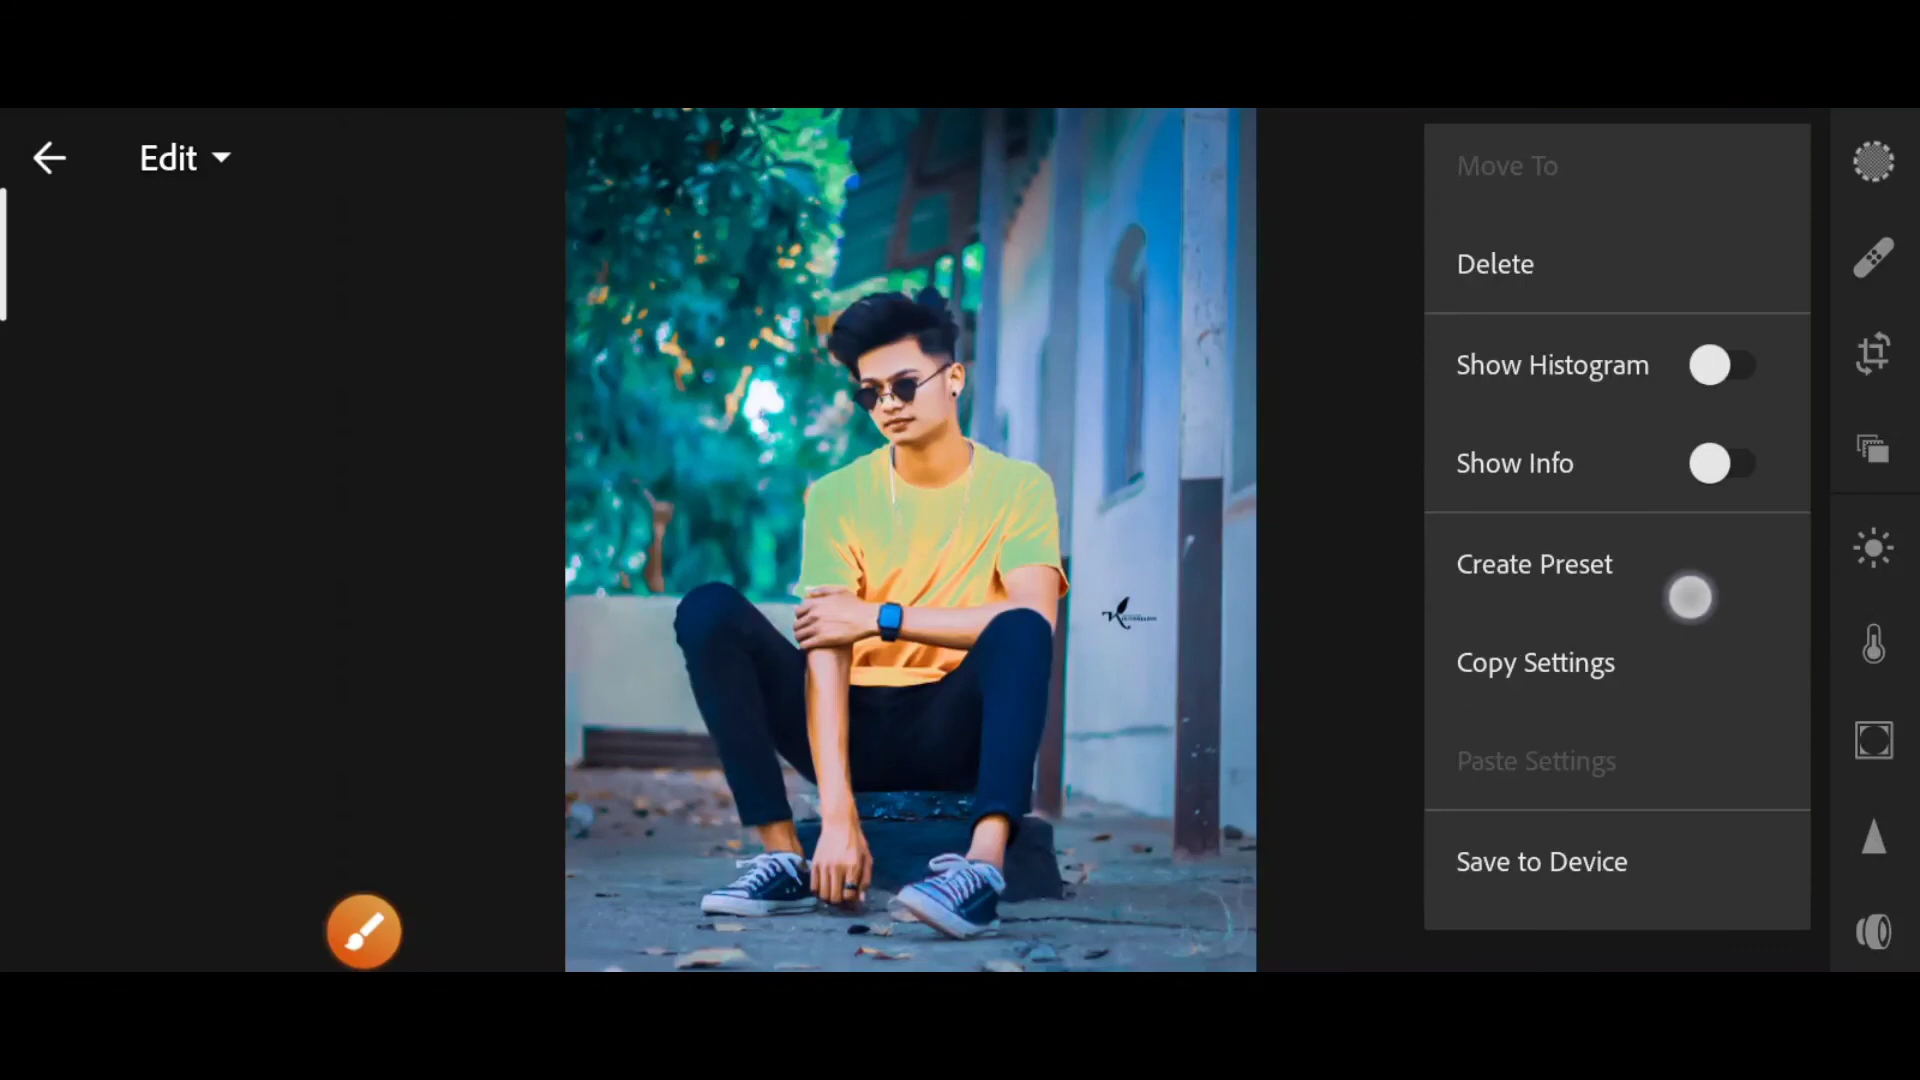 Edit
Move To
Delete
Show Histogram
Show Info
Create Preset
Copy Settings
Paste Settings
Save to Device